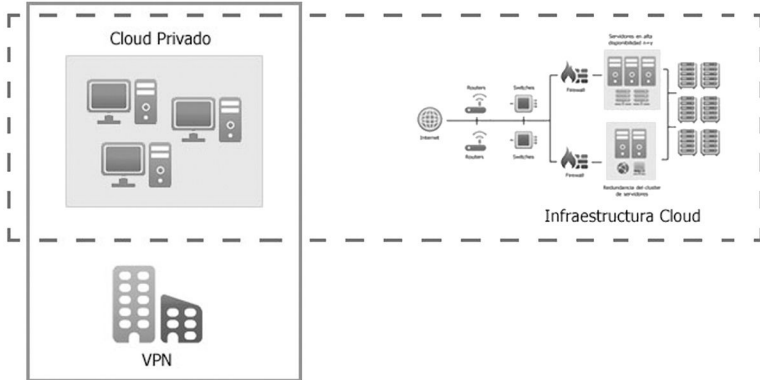 Cloud Privado
VPN
Internet
Routers
Routers
Switches
Switches
Firewall
Firewall
Servidores en alta
disponibilidad n+y
Redundancia del cluster
de servidores
Infraestructura Cloud